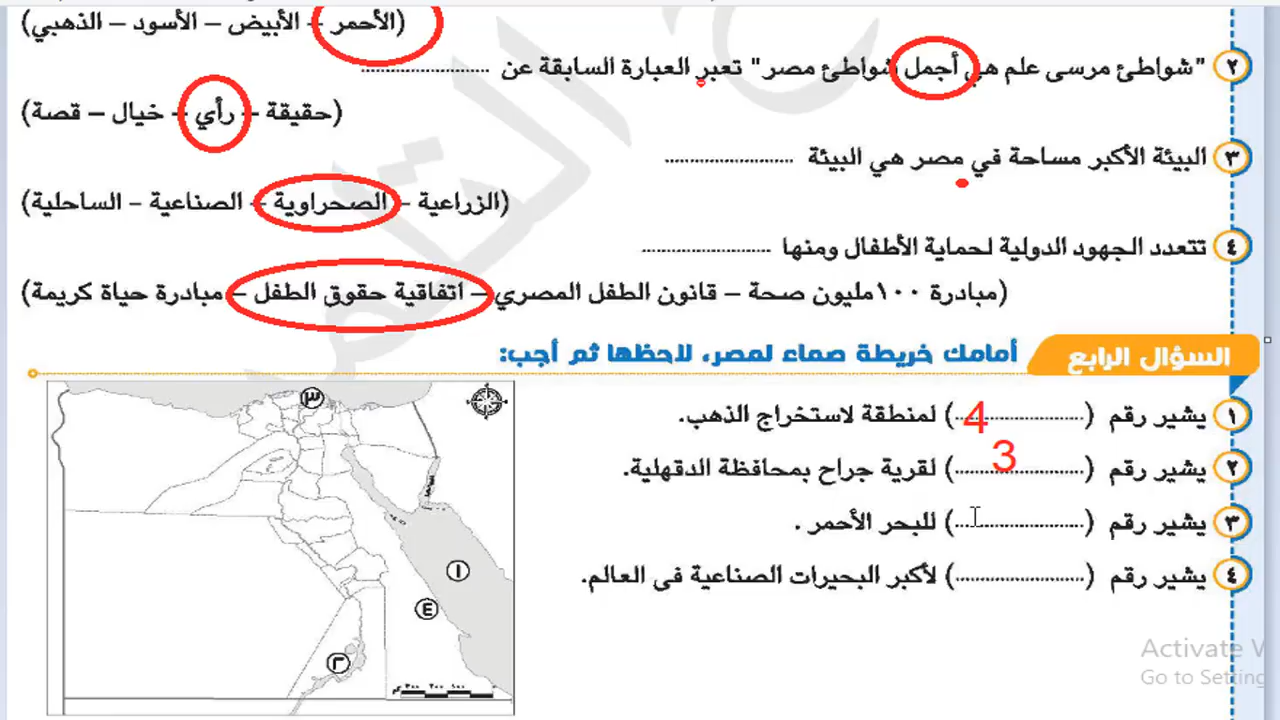 (الأحمر – الأبيض – الأسود – الذهبي)
٢ "شواطئ مرسى علم هي أجمل شواطئ مصر" تعبر العبارة السابقة عن ....................
(حقيقة – رأي – خيال – قصة)
٣ البيئة الأكبر مساحة في مصر هي البيئة ....................
(الزراعية – الصحراوية – الصناعية – الساحلية)
٤ تتعدد الجهود الدولية لحماية الأطفال ومنها ....................
(مبادرة ١٠٠مليون صحة – قانون الطفل المصري – اتفاقية حقوق الطفل – مبادرة حياة كريمة)
السؤال الرابع أمامك خريطة صماء لمصر، لاحظها ثم أجب:
١ يشير رقم (.........4.........) لمنطقة لاستخراج الذهب.
٢ يشير رقم (.........3.........) لقرية جراح بمحافظة الدقهلية.
٣ يشير رقم (....................) للبحر الأحمر .
٤ يشير رقم (....................) لأكبر البحيرات الصناعية في العالم.
٣
١
٤
٢
Activate W
Go to Setting